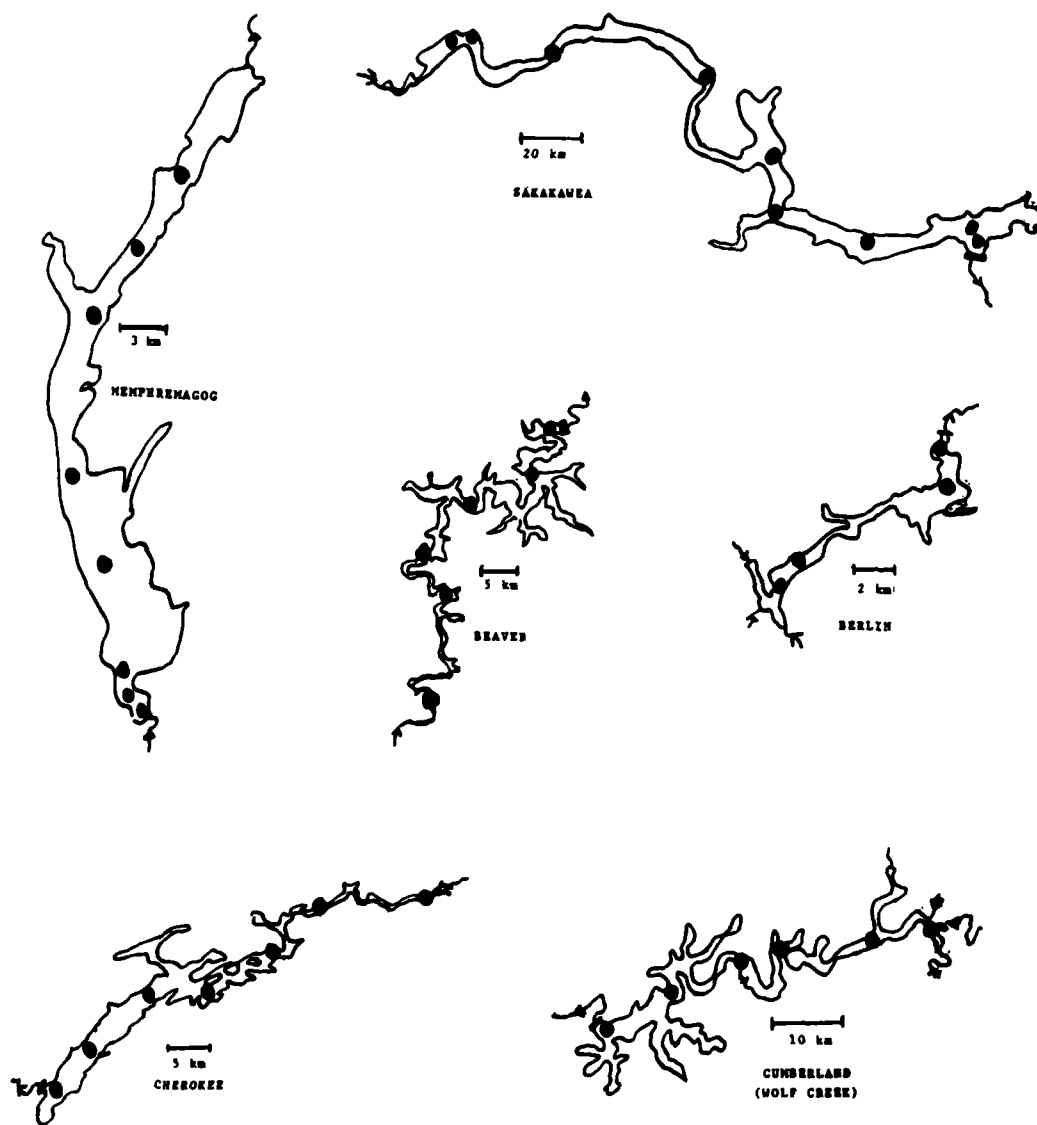 20 km
SAKAKAWEA
3 km
MEMPHREMAGOG
5 km
BEAVER
2 km
BERLIN
5 km
CHEROKEE
10 km
CUMBERLAND
(WOLF CREEK)